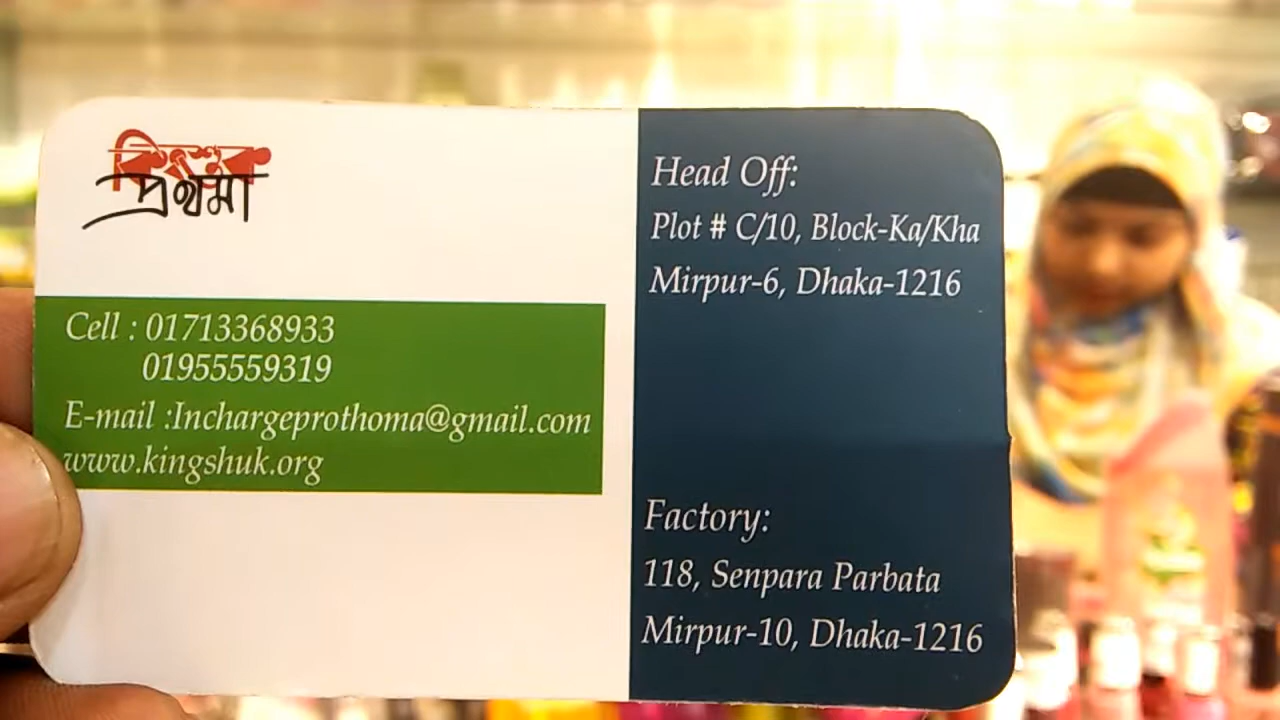 কিংশুক
প্রথমা
Cell : 01713368933
01955559319
E-mail :Inchargeprothoma@gmail.com
www.kingshuk.org
Head Off:
Plot # C/10, Block-Ka/Kha
Mirpur-6, Dhaka-1216
Factory:
118, Senpara Parbata
Mirpur-10, Dhaka-1216